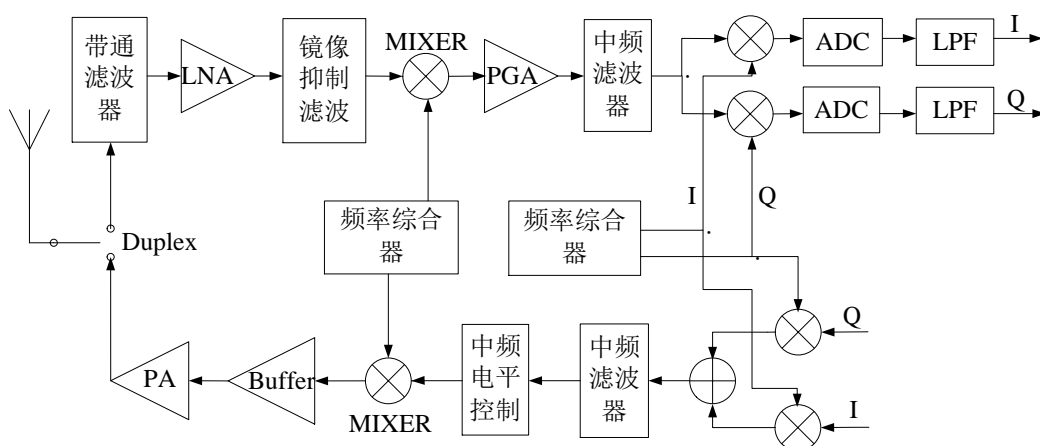 带通
滤波
器
LNA
镜像
抑制
滤波
MIXER
PGA
中频
滤波
器
ADC
LPF
I
ADC
LPF
Q
I
Q
频率综合
器
频率综合
器
Duplex
PA
Buffer
MIXER
中频
电平
控制
中频
滤波
器
Q
I